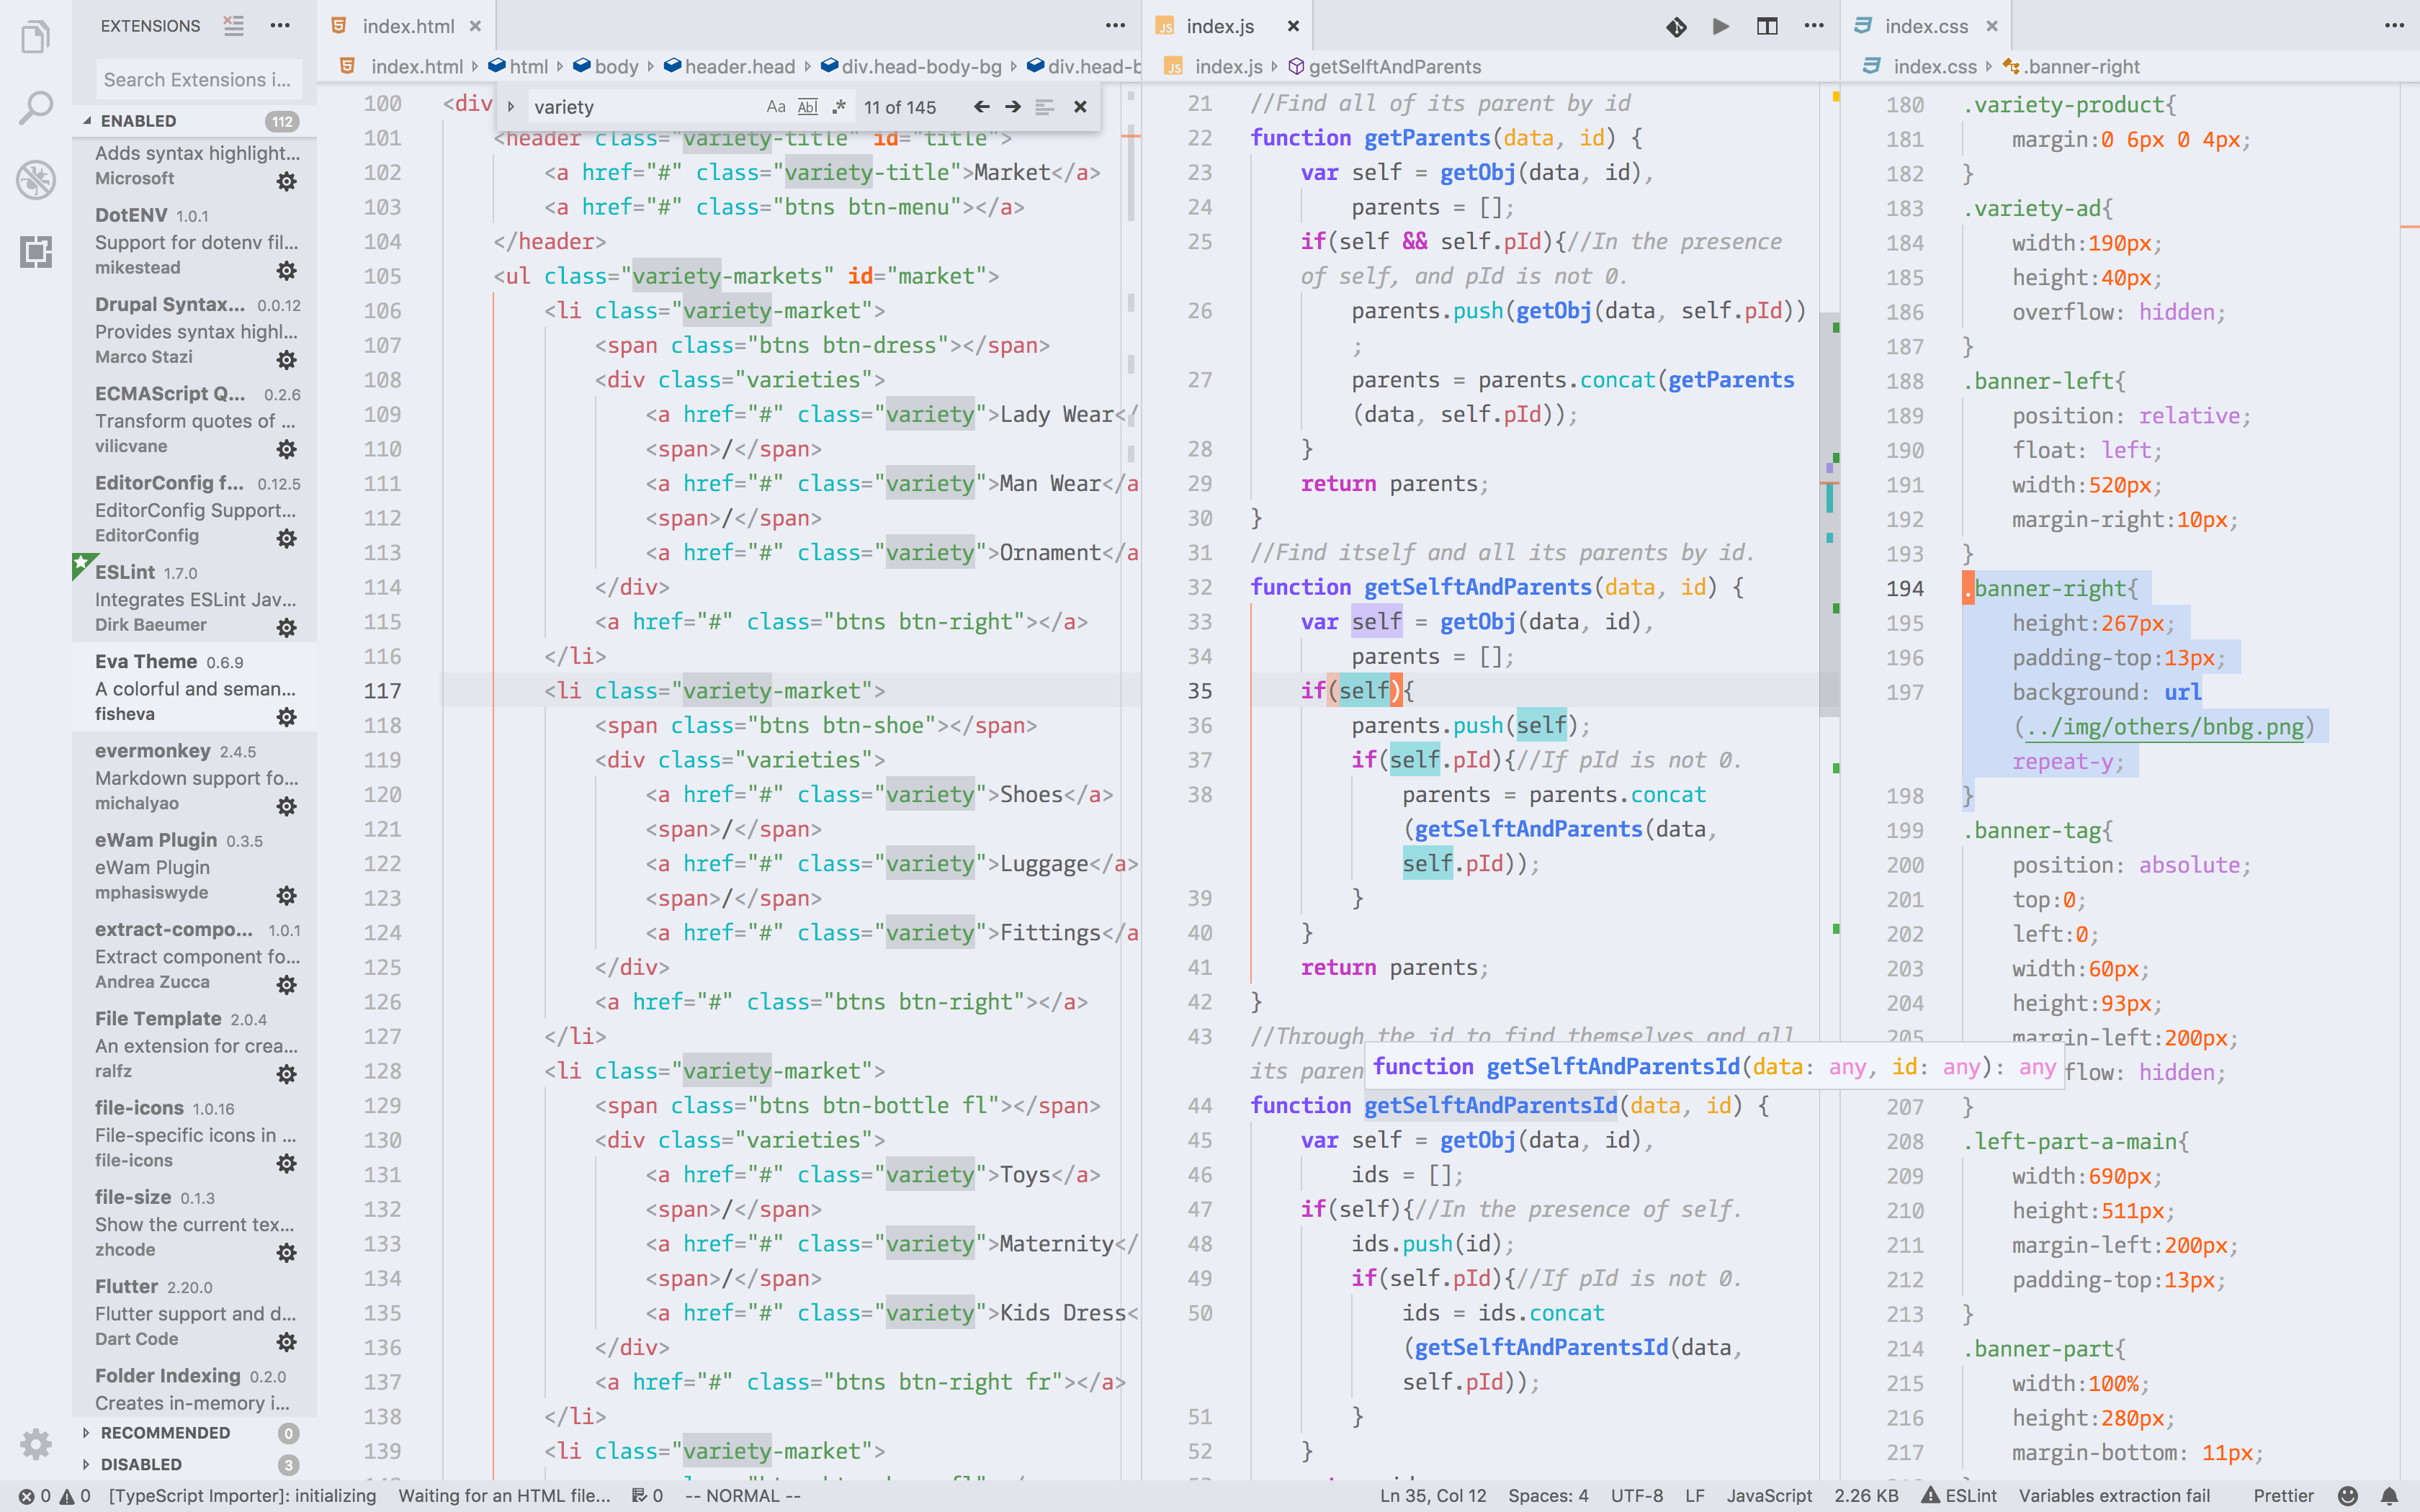 EXTENSIONS
Search Extensions i...
ENABLED 112
Adds syntax highlight...
Microsoft
DotENV 1.0.1
Support for dotenv fil...
mikestead
Drupal Syntax... 0.0.12
Provides syntax highl...
Marco Stazi
ECMAScript Q... 0.2.6
Transform quotes of ...
vilicvane
EditorConfig f... 0.12.5
EditorConfig Support...
EditorConfig
ESLint 1.7.0
Integrates ESLint Jav...
Dirk Baeumer
Eva Theme 0.6.9
A colorful and seman...
fisheva
evermonkey 2.4.5
Markdown support fo...
michalyao
eWam Plugin 0.3.5
eWam Plugin
mphasiswyde
extract-compo... 1.0.1
Extract component fo...
Andrea Zucca
File Template 2.0.4
An extension for crea...
ralfz
file-icons 1.0.16
File-specific icons in ...
file-icons
file-size 0.1.3
Show the current tex...
zhcode
Flutter 2.20.0
Flutter support and d...
Dart Code
Folder Indexing 0.2.0
Creates in-memory i...
RECOMMENDED 0
DISABLED 3
index.html
index.html html body header.head div.head-body-bg div.head-b
variety Aa Abl .* 11 of 145
100 <div
101 <header class="variety-title" id="title">
102 <a href="#" class="variety-title">Market</a>
103 <a href="#" class="btns btn-menu"></a>
104 </header>
105 <ul class="variety-markets" id="market">
106 <li class="variety-market">
107 <span class="btns btn-dress"></span>
108 <div class="varieties">
109 <a href="#" class="variety">Lady Wear</
110 <span>/</span>
111 <a href="#" class="variety">Man Wear</a
112 <span>/</span>
113 <a href="#" class="variety">Ornament</a
114 </div>
115 <a href="#" class="btns btn-right"></a>
116 </li>
117 <li class="variety-market">
118 <span class="btns btn-shoe"></span>
119 <div class="varieties">
120 <a href="#" class="variety">Shoes</a>
121 <span>/</span>
122 <a href="#" class="variety">Luggage</a>
123 <span>/</span>
124 <a href="#" class="variety">Fittings</a
125 </div>
126 <a href="#" class="btns btn-right"></a>
127 </li>
128 <li class="variety-market">
129 <span class="btns btn-bottle fl"></span>
130 <div class="varieties">
131 <a href="#" class="variety">Toys</a>
132 <span>/</span>
133 <a href="#" class="variety">Maternity</
134 <span>/</span>
135 <a href="#" class="variety">Kids Dress<
136 </div>
137 <a href="#" class="btns btn-right fr"></a>
138 </li>
139 <li class="variety-market">
JS index.js
JS index.js getSelftAndParents
21 //Find all of its parent by id
22 function getParents(data, id) {
23 var self = getObj(data, id),
24 parents = [];
25 if(self && self.pId){//In the presence
of self, and pId is not 0.
26 parents.push(getObj(data, self.pId))
;
27 parents = parents.concat(getParents
(data, self.pId));
28 }
29 return parents;
30 }
31 //Find itself and all its parents by id.
32 function getSelftAndParents(data, id) {
33 var self = getObj(data, id),
34 parents = [];
35 if(self){
36 parents.push(self);
37 if(self.pId){//If pId is not 0.
38 parents = parents.concat
(getSelftAndParents(data,
self.pId));
39 }
40 }
41 return parents;
42 }
43 //Through the id to find themselves and all
its paren
function getSelftAndParentsId(data: any, id: any): any
44 function getSelftAndParentsId(data, id) {
45 var self = getObj(data, id),
46 ids = [];
47 if(self){//In the presence of self.
48 ids.push(id);
49 if(self.pId){//If pId is not 0.
50 ids = ids.concat
(getSelftAndParentsId(data,
self.pId));
51 }
52 }
index.css
index.css .banner-right
180 .variety-product{
181 margin:0 6px 0 4px;
182 }
183 .variety-ad{
184 width:190px;
185 height:40px;
186 overflow: hidden;
187 }
188 .banner-left{
189 position: relative;
190 float: left;
191 width:520px;
192 margin-right:10px;
193 }
194 .banner-right{
195 height:267px;
196 padding-top:13px;
197 background: url
(../img/others/bnbg.png)
repeat-y;
198 }
199 .banner-tag{
200 position: absolute;
201 top:0;
202 left:0;
203 width:60px;
204 height:93px;
205 margin-left:200px;
flow: hidden;
207 }
208 .left-part-a-main{
209 width:690px;
210 height:511px;
211 margin-left:200px;
212 padding-top:13px;
213 }
214 .banner-part{
215 width:100%;
216 height:280px;
217 margin-bottom: 11px;
0 0 [TypeScript Importer]: initializing Waiting for an HTML file... 0 -- NORMAL -- Ln 35, Col 12 Spaces: 4 UTF-8 LF JavaScript 2.26 KB ESLint Variables extraction fail Prettier